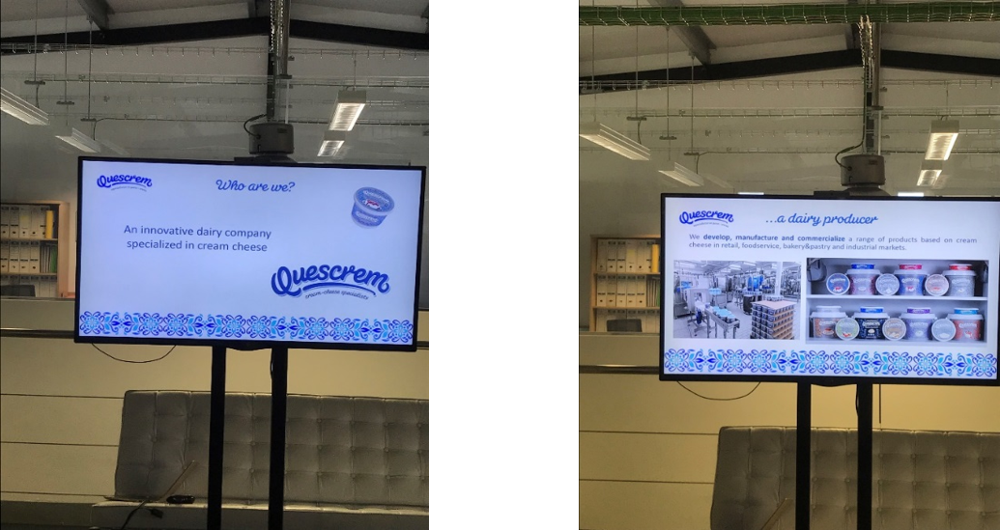 Quescrem
Who are we?
An innovative dairy company
specialized in cream cheese
Quescrem
cream cheese specialists
Quescrem
...a dairy producer
We develop, manufacture and commercialize a range of products based on cream
cheese in retail, foodservice, bakery&pastry and industrial markets.